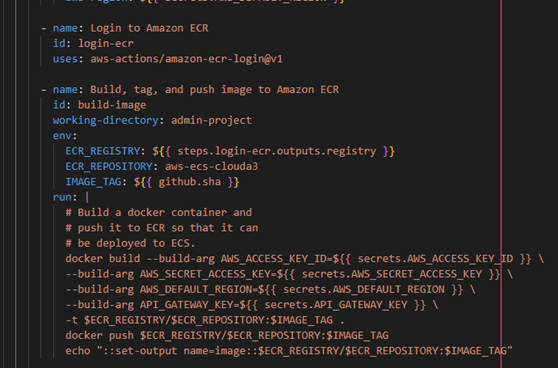 - name: Login to Amazon ECR
id: login-ecr
uses: aws-actions/amazon-ecr-login@v1
- name: Build, tag, and push image to Amazon ECR
id: build-image
working-directory: admin-project
env:
ECR_REGISTRY: ${{ steps.login-ecr.outputs.registry }}
ECR_REPOSITORY: aws-ecs-clouda3
IMAGE_TAG: ${{ github.sha }}
run: |
# Build a docker container and
# push it to ECR so that it can
# be deployed to ECS.
docker build --build-arg AWS_ACCESS_KEY_ID=${{ secrets.AWS_ACCESS_KEY_ID }} \
--build-arg AWS_SECRET_ACCESS_KEY=${{ secrets.AWS_SECRET_ACCESS_KEY }} \
--build-arg AWS_DEFAULT_REGION=${{ secrets.AWS_DEFAULT_REGION }} \
--build-arg API_GATEWAY_KEY=${{ secrets.API_GATEWAY_KEY }} \
-t $ECR_REGISTRY/$ECR_REPOSITORY:$IMAGE_TAG .
docker push $ECR_REGISTRY/$ECR_REPOSITORY:$IMAGE_TAG
echo "::set-output name=image::$ECR_REGISTRY/$ECR_REPOSITORY:$IMAGE_TAG"